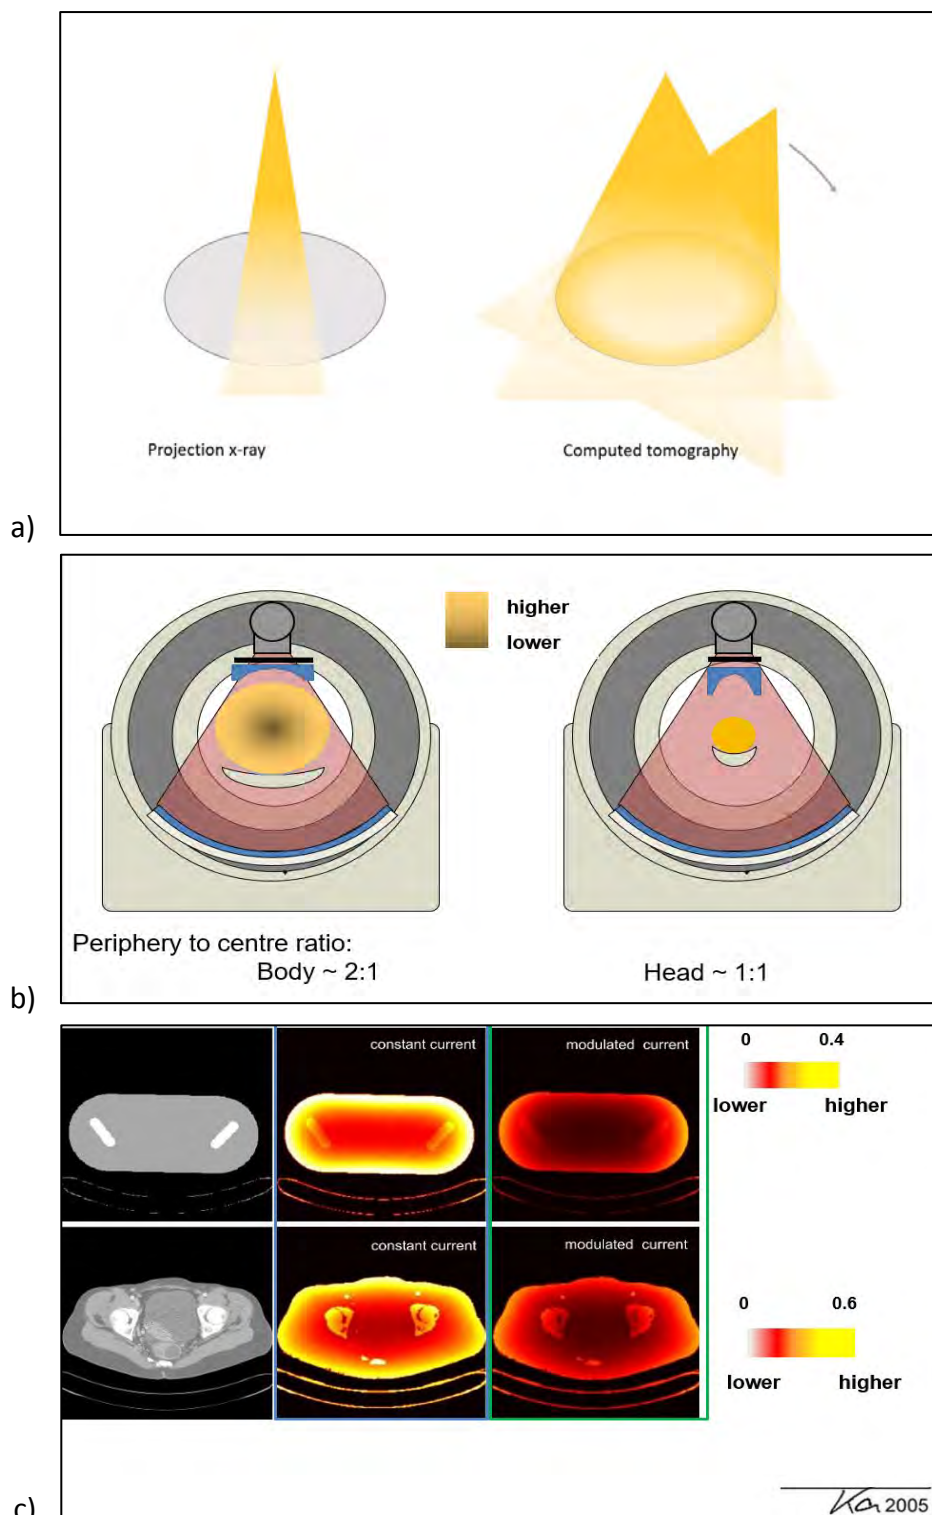 Projection x-ray
Computed tomography
a)
higher
lower
Periphery to centre ratio:
Body ~ 2:1
Head ~ 1:1
b)
constant current
modulated current
0 0.4
lower higher
constant current
modulated current
0 0.6
lower higher
c)
2005